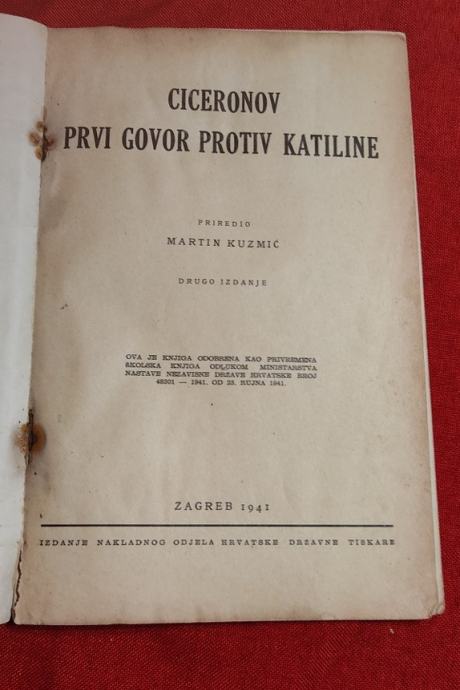 CICERONOV
PRVI GOVOR PROTIV KATILINE
PRIREDIO
MARTIN KUZMIĆ
DRUGO IZDANJE
OVA JE KNJIGA ODOBRENA KAO PRIVREMENA
ŠKOLSKA KNJIGA ODLUKOM MINISTARSTVA
NASTAVE NEZAVISNE DRŽAVE HRVATSKE BROJ
48201 — 1941. OD 25. RUJNA 1941.
ZAGREB 1941
IZDANJE NAKLADNOG ODJELA HRVATSKE DRŽAVNE TISKARE